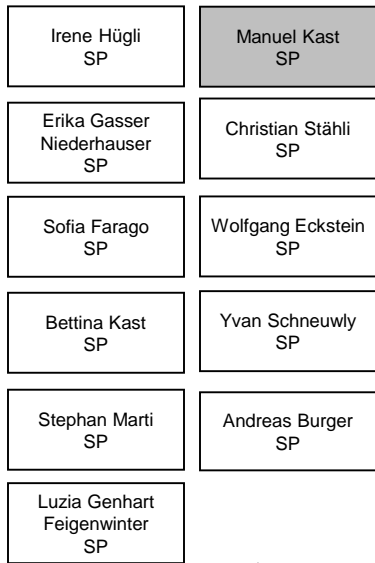 Irene Hügli
SP
Manuel Kast
SP
Erika Gasser
Niederhauser
SP
Christian Stähli
SP
Sofia Farago
SP
Wolfgang Eckstein
SP
Bettina Kast
SP
Yvan Schneuwly
SP
Stephan Marti
SP
Andreas Burger
SP
Luzia Genhart
Feigenwinter
SP